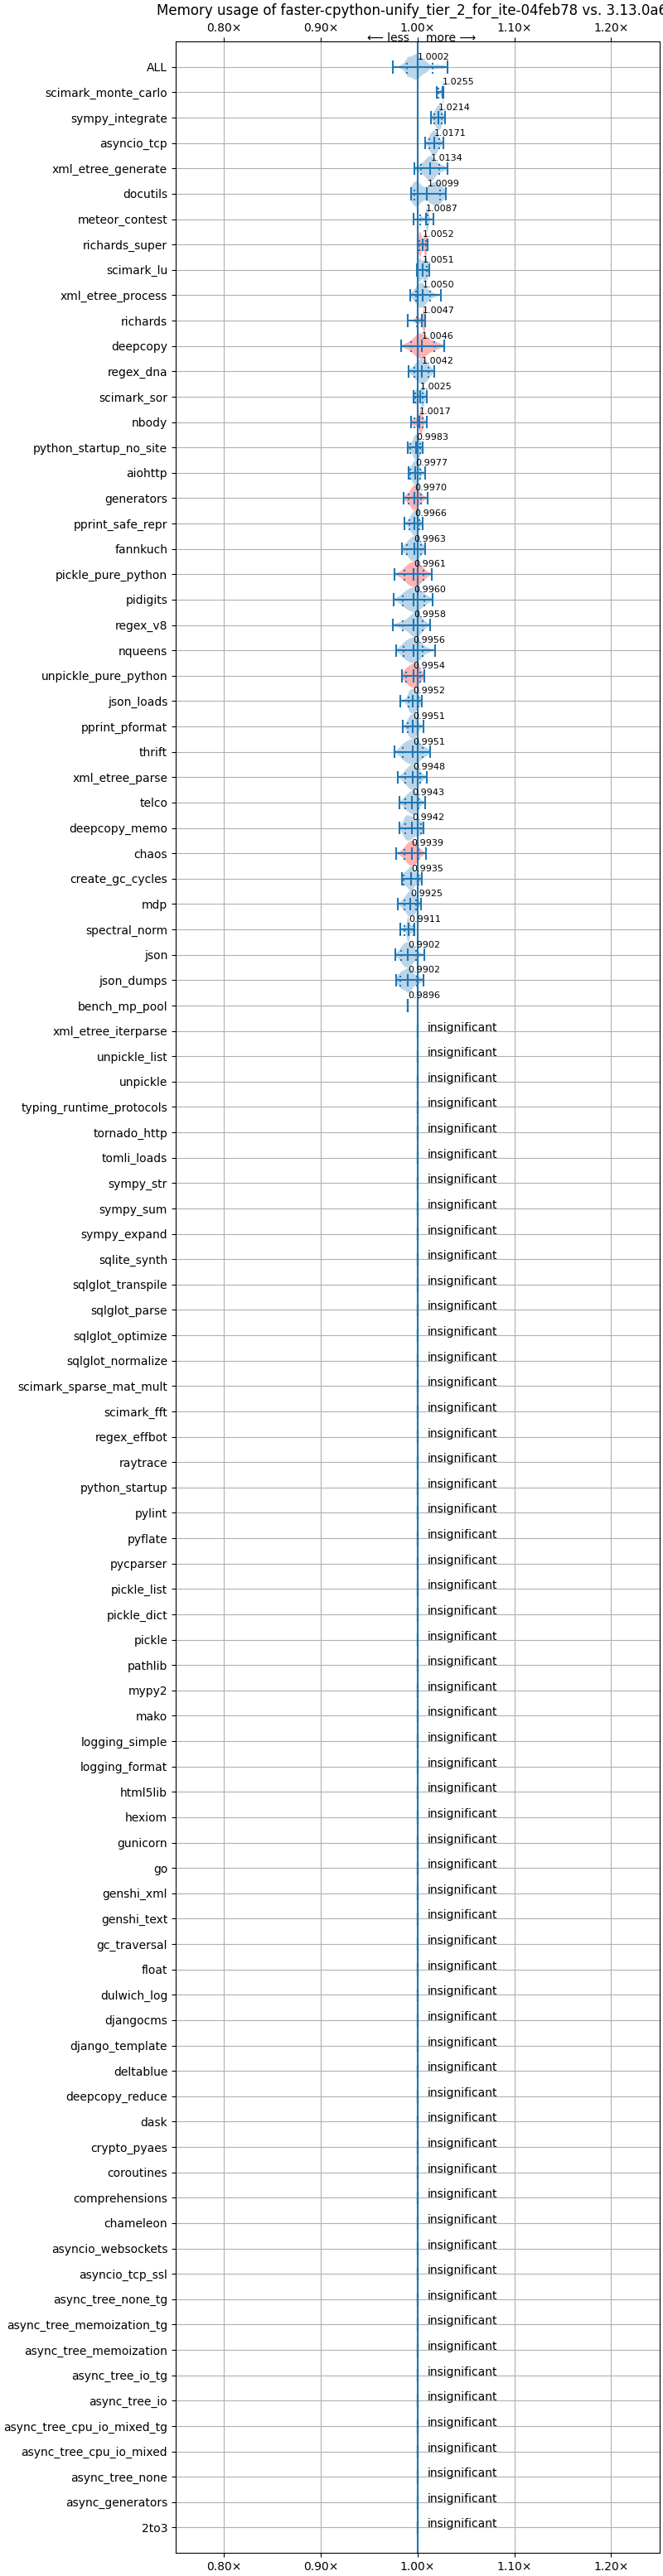 Memory usage of faster-cpython-unify_tier_2_for_ite-04feb78 vs. 3.13.0a6
0.80× 0.90× 1.00× 1.10× 1.20×
⟵ less more ⟶
ALL 1.0002
scimark_monte_carlo 1.0255
sympy_integrate 1.0214
asyncio_tcp 1.0171
xml_etree_generate 1.0134
docutils 1.0099
meteor_contest 1.0087
richards_super 1.0052
scimark_lu 1.0051
xml_etree_process 1.0050
richards 1.0047
deepcopy 1.0046
regex_dna 1.0042
scimark_sor 1.0025
nbody 1.0017
python_startup_no_site 0.9983
aiohttp 0.9977
generators 0.9970
pprint_safe_repr 0.9966
fannkuch 0.9963
pickle_pure_python 0.9961
pidigits 0.9960
regex_v8 0.9958
nqueens 0.9956
unpickle_pure_python 0.9954
json_loads 0.9952
pprint_pformat 0.9951
thrift 0.9951
xml_etree_parse 0.9948
telco 0.9943
deepcopy_memo 0.9942
chaos 0.9939
create_gc_cycles 0.9935
mdp 0.9925
spectral_norm 0.9911
json 0.9902
json_dumps 0.9902
bench_mp_pool 0.9896
xml_etree_iterparse insignificant
unpickle_list insignificant
unpickle insignificant
typing_runtime_protocols insignificant
tornado_http insignificant
tomli_loads insignificant
sympy_str insignificant
sympy_sum insignificant
sympy_expand insignificant
sqlite_synth insignificant
sqlglot_transpile insignificant
sqlglot_parse insignificant
sqlglot_optimize insignificant
sqlglot_normalize insignificant
scimark_sparse_mat_mult insignificant
scimark_fft insignificant
regex_effbot insignificant
raytrace insignificant
python_startup insignificant
pylint insignificant
pyflate insignificant
pycparser insignificant
pickle_list insignificant
pickle_dict insignificant
pickle insignificant
pathlib insignificant
mypy2 insignificant
mako insignificant
logging_simple insignificant
logging_format insignificant
html5lib insignificant
hexiom insignificant
gunicorn insignificant
go insignificant
genshi_xml insignificant
genshi_text insignificant
gc_traversal insignificant
float insignificant
dulwich_log insignificant
djangocms insignificant
django_template insignificant
deltablue insignificant
deepcopy_reduce insignificant
dask insignificant
crypto_pyaes insignificant
coroutines insignificant
comprehensions insignificant
chameleon insignificant
asyncio_websockets insignificant
asyncio_tcp_ssl insignificant
async_tree_none_tg insignificant
async_tree_memoization_tg insignificant
async_tree_memoization insignificant
async_tree_io_tg insignificant
async_tree_io insignificant
async_tree_cpu_io_mixed_tg insignificant
async_tree_cpu_io_mixed insignificant
async_tree_none insignificant
async_generators insignificant
2to3 insignificant
0.80× 0.90× 1.00× 1.10× 1.20×